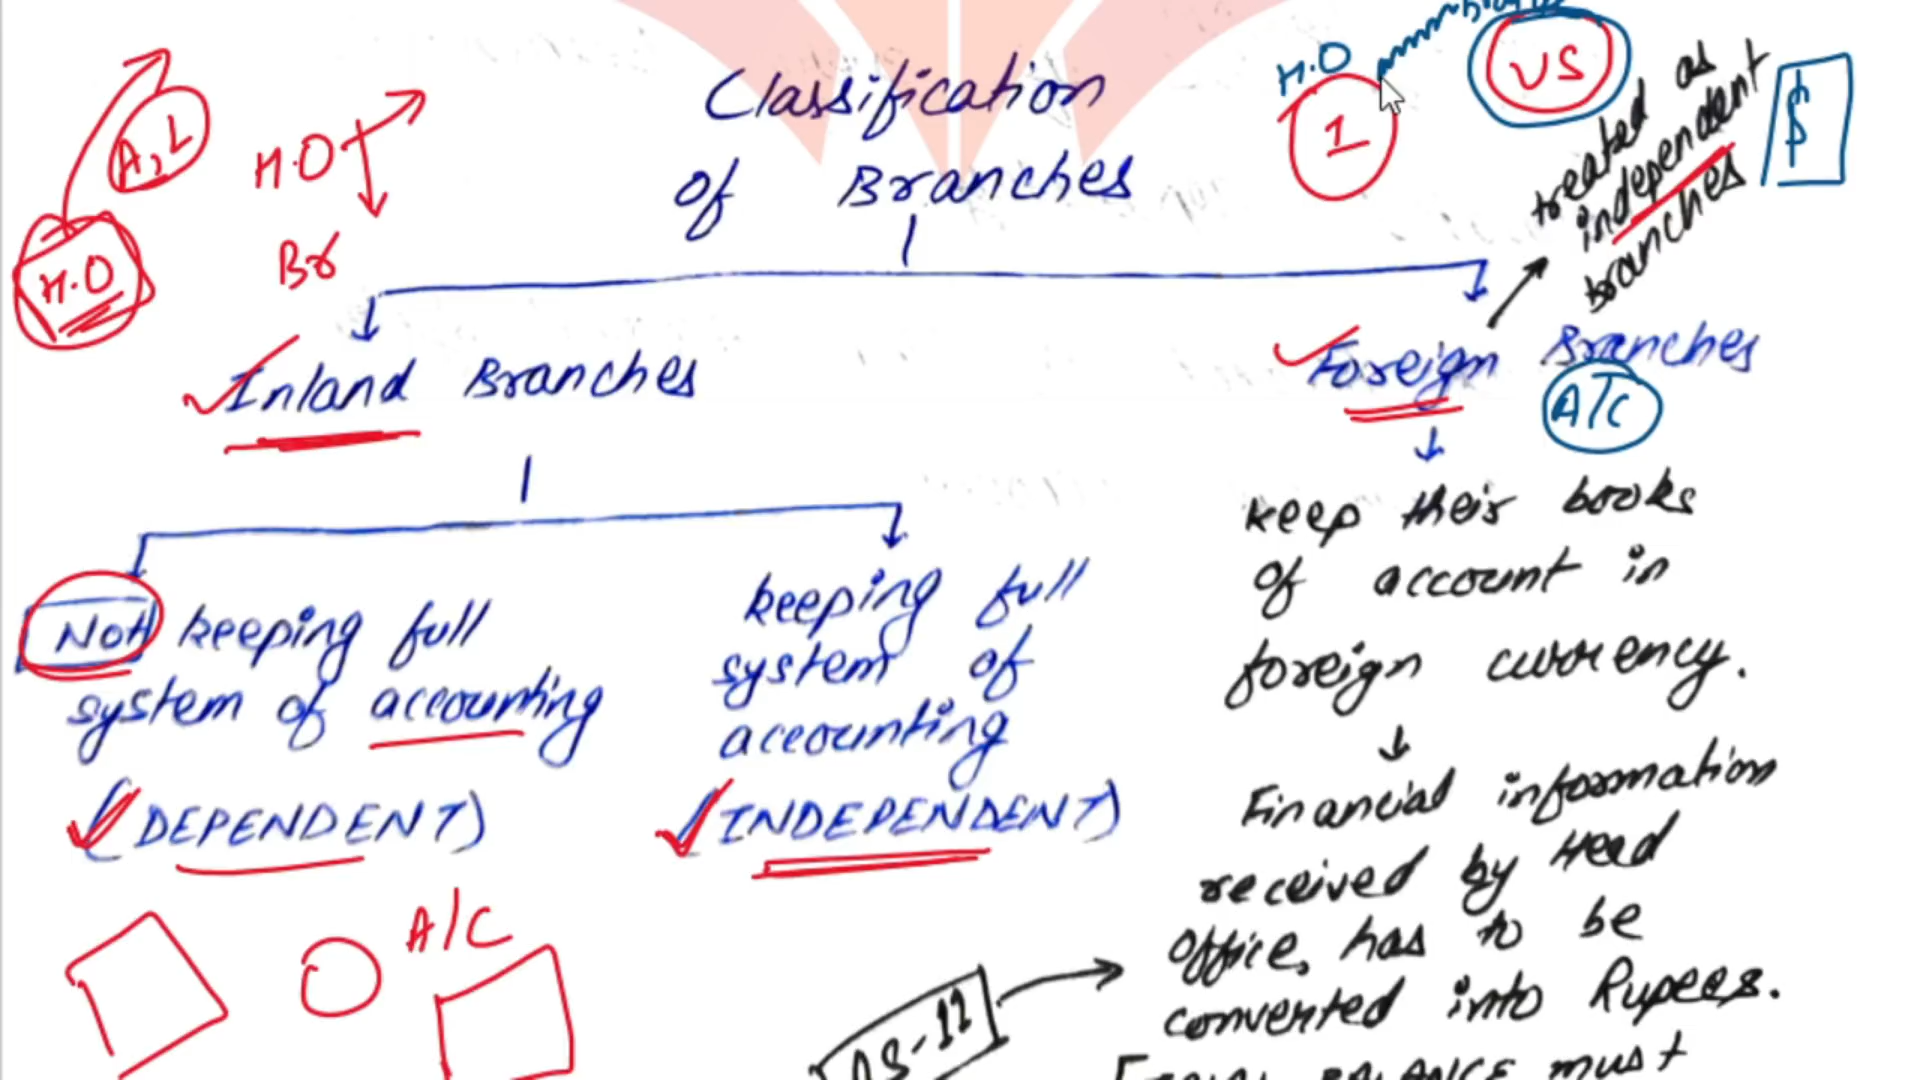 Classification
of Branches
Inland Branches
Not keeping full
system of accounting
(DEPENDENT)
keeping full
system of
accounting
(INDEPENDENT)
Foreign Branches
treated as
independent
branches
keep their books
of account in
foreign currency.
Financial information
received by Head
Office, has to be
converted into Rupees.
BALANCE must
H.O
A, L
H.O
Br
H.O
I
US
$
A/C
A/C